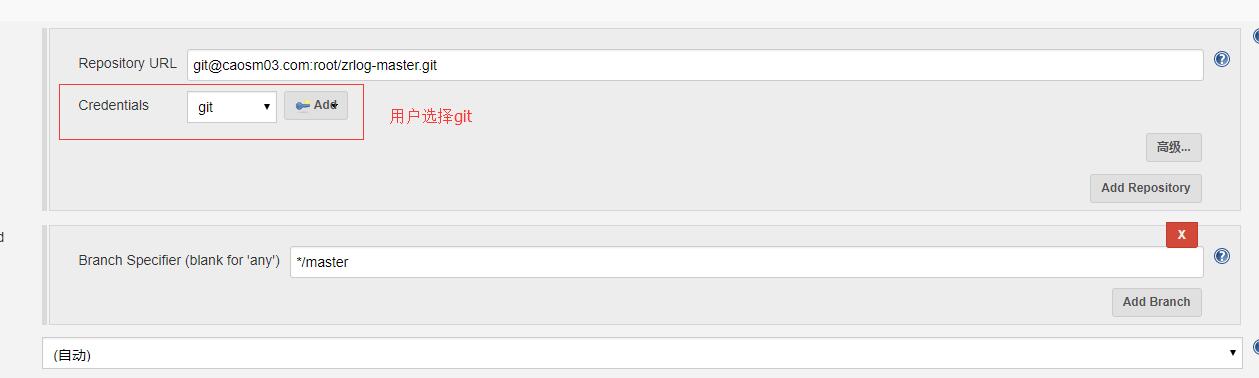 Repository URL git@caosm03.com:root/zrlog-master.git
Credentials git Add 用户选择git
高级...
Add Repository
d
X
Branch Specifier (blank for 'any') */master
Add Branch
(自动)